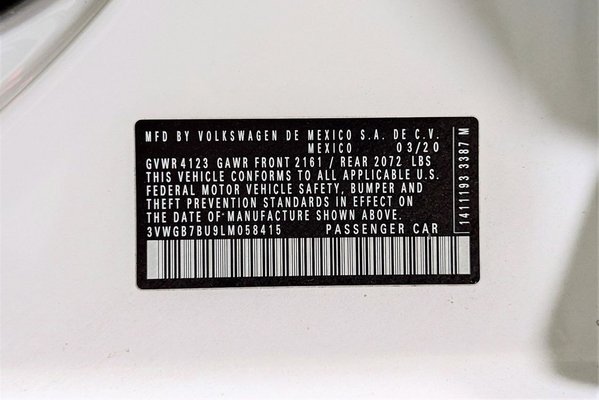 MFD BY VOLKSWAGEN DE MEXICO S.A. DE C.V.
MEXICO 03/20
GVWR 4123 GAWR FRONT 2161 / REAR 2072 LBS
THIS VEHICLE CONFORMS TO ALL APPLICABLE U.S.
FEDERAL MOTOR VEHICLE SAFETY, BUMPER AND
THEFT PREVENTION STANDARDS IN EFFECT ON
THE DATE OF MANUFACTURE SHOWN ABOVE.
3VWGB7BU9LM058415 PASSENGER CAR
1411193 3387 M